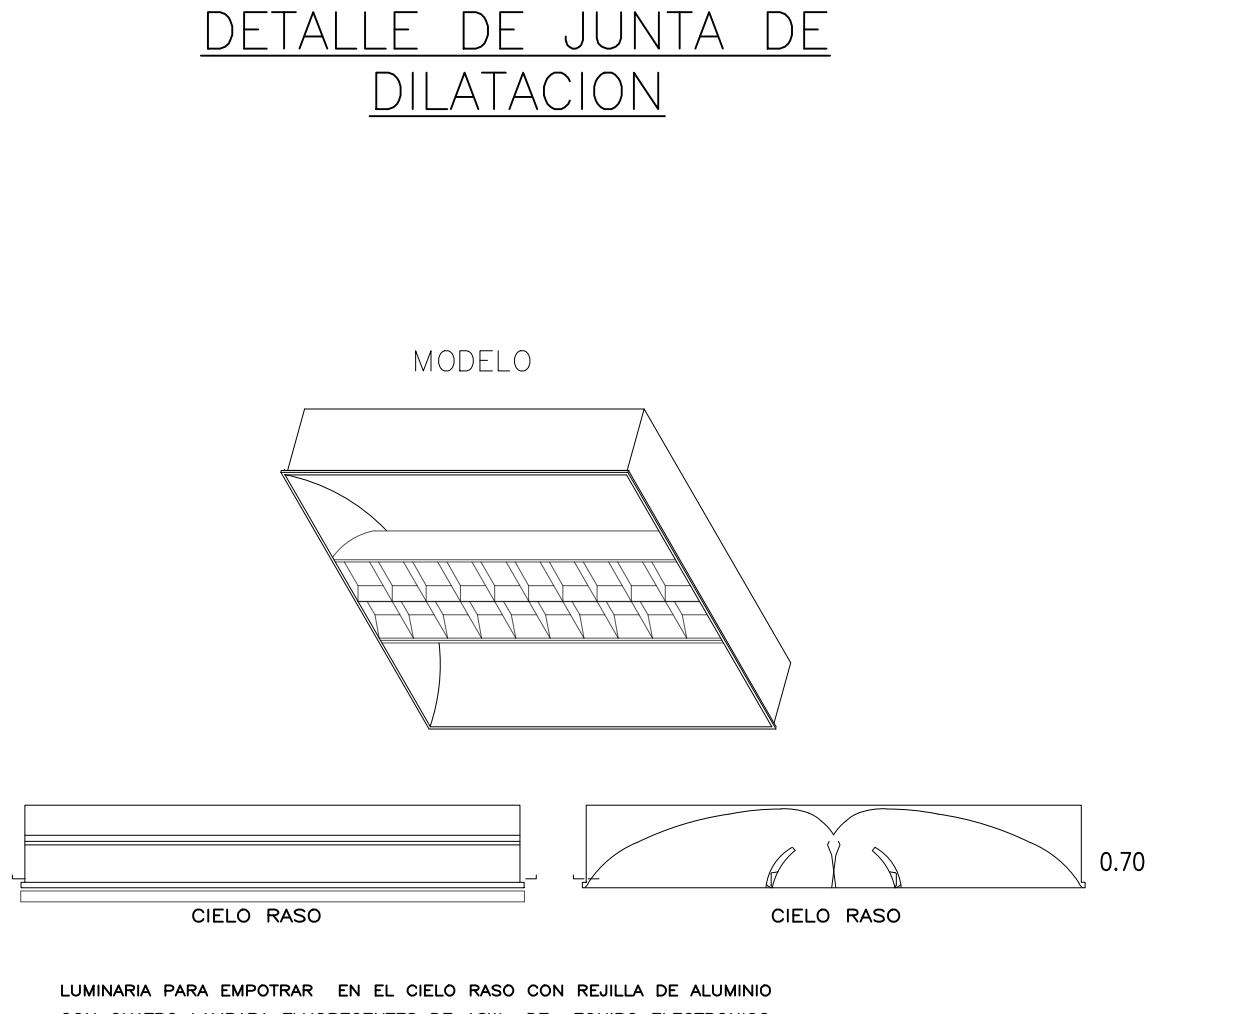 DETALLE DE JUNTA DE
DILATACION
MODELO
0.70
CIELO RASO
CIELO RASO
LUMINARIA PARA EMPOTRAR EN EL CIELO RASO CON REJILLA DE ALUMINIO